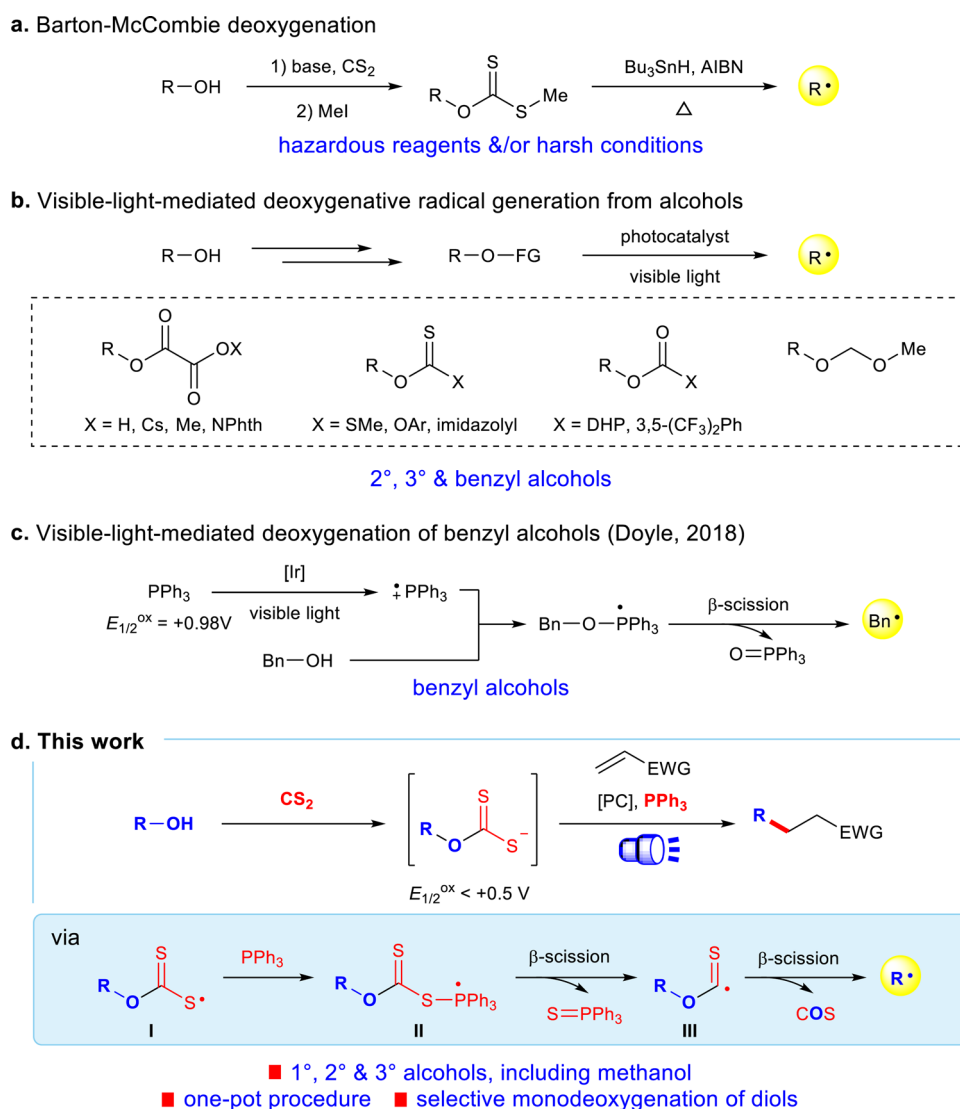 a. Barton-McCombie deoxygenation
R–OH
1) base, CS2
2) MeI
R
O
S
S
Me
Bu3SnH, AIBN
△
R•
hazardous reagents &/or harsh conditions
b. Visible-light-mediated deoxygenative radical generation from alcohols
R–OH
R–O–FG
photocatalyst
visible light
R•
R
O
O
O
OX
X = H, Cs, Me, NPhth
R
O
S
X
X = SMe, OAr, imidazolyl
R
O
O
X
X = DHP, 3,5-(CF3)2Ph
R
O
O
Me
2°, 3° & benzyl alcohols
c. Visible-light-mediated deoxygenation of benzyl alcohols (Doyle, 2018)
PPh3
E1/2ox = +0.98V
[Ir]
visible light
•+PPh3
Bn–OH
Bn–O–PPh3•
β-scission
O=PPh3
Bn•
benzyl alcohols
d. This work
R–OH
CS2
R
O
S
S−
E1/2ox < +0.5 V
EWG
[PC], PPh3
R
EWG
via
R
O
S
S•
I
PPh3
R
O
S
S–PPh3•
II
β-scission
S=PPh3
R
O
S
•
III
β-scission
COS
R•
■ 1°, 2° & 3° alcohols, including methanol
■ one-pot procedure ■ selective monodeoxygenation of diols